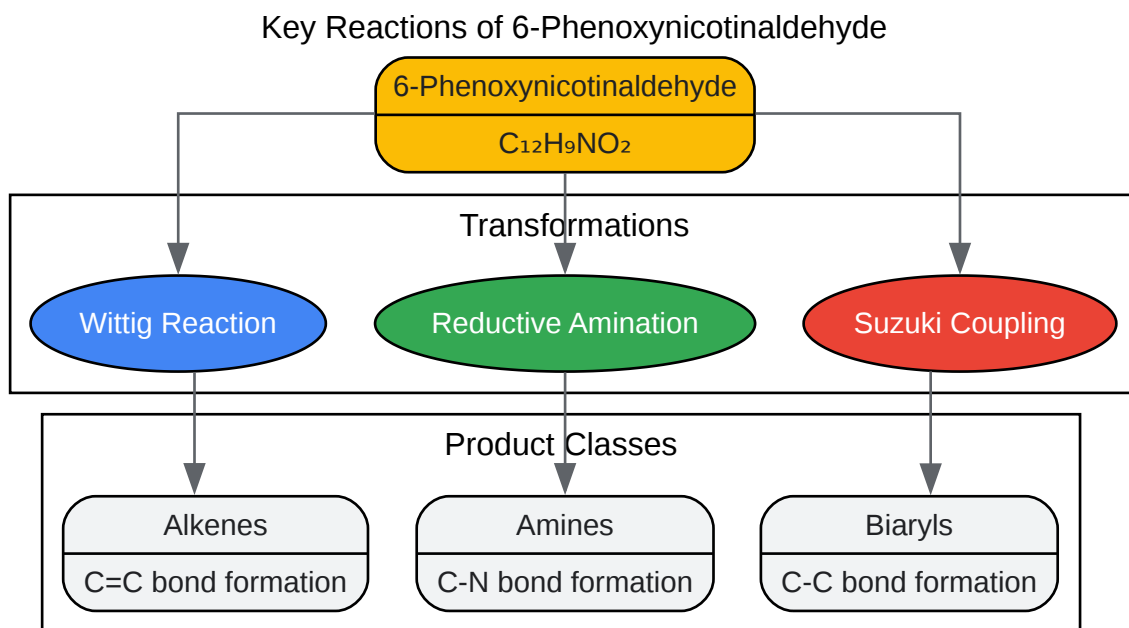 Key Reactions of 6-Phenoxynicotinaldehyde
6-Phenoxynicotinaldehyde
C₁₂H₉NO₂
Transformations
Wittig Reaction
Reductive Amination
Suzuki Coupling
Product Classes
Alkenes
C=C bond formation
Amines
C-N bond formation
Biaryls
C-C bond formation